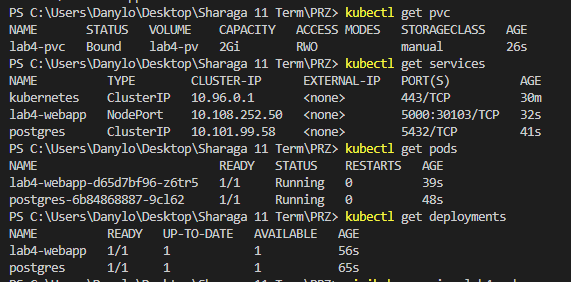 PS C:\Users\Danylo\Desktop\Sharaga 11 Term\PRZ> kubectl get pvc
NAME STATUS VOLUME CAPACITY ACCESS MODES STORAGECLASS AGE
lab4-pvc Bound lab4-pv 2Gi RWO manual 26s
PS C:\Users\Danylo\Desktop\Sharaga 11 Term\PRZ> kubectl get services
NAME TYPE CLUSTER-IP EXTERNAL-IP PORT(S) AGE
kubernetes ClusterIP 10.96.0.1 <none> 443/TCP 30m
lab4-webapp NodePort 10.108.252.50 <none> 5000:30103/TCP 32s
postgres ClusterIP 10.101.99.58 <none> 5432/TCP 41s
PS C:\Users\Danylo\Desktop\Sharaga 11 Term\PRZ> kubectl get pods
NAME READY STATUS RESTARTS AGE
lab4-webapp-d65d7bf96-z6tr5 1/1 Running 0 39s
postgres-6b84868887-9cl62 1/1 Running 0 48s
PS C:\Users\Danylo\Desktop\Sharaga 11 Term\PRZ> kubectl get deployments
NAME READY UP-TO-DATE AVAILABLE AGE
lab4-webapp 1/1 1 1 56s
postgres 1/1 1 1 65s